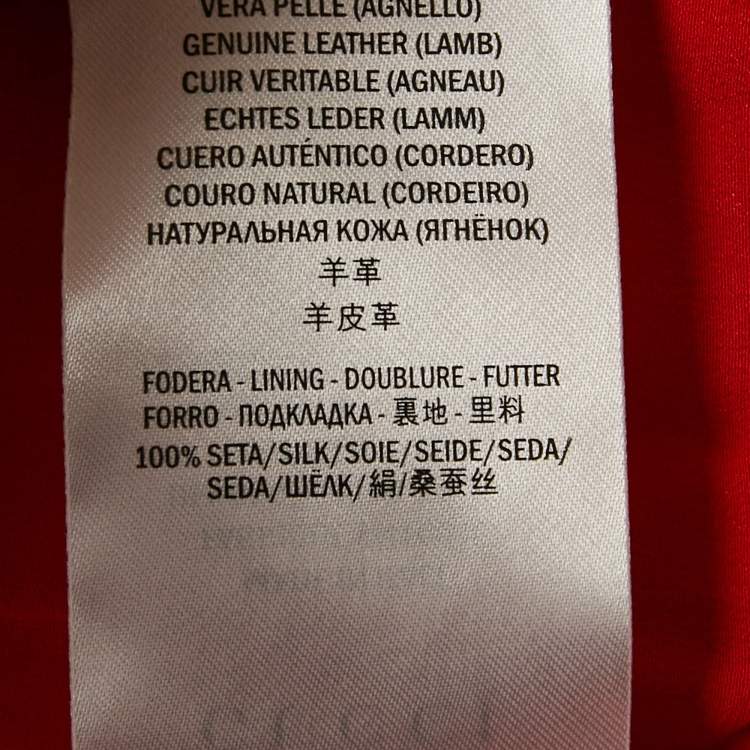 VERA PELLE (AGNELLO)
GENUINE LEATHER (LAMB)
CUIR VERITABLE (AGNEAU)
ECHTES LEDER (LAMM)
CUERO AUTÉNTICO (CORDERO)
COURO NATURAL (CORDEIRO)
НАТУРАЛЬНАЯ КОЖА (ЯГНЁНОК)
羊革
羊皮革
FODERA - LINING - DOUBLURE - FUTTER
FORRO - ПОДКЛАДКА - 裏地 - 里料
100% SETA/SILK/SOIE/SEIDE/SEDA/
SEDA/ШЁЛК/絹/桑蚕丝